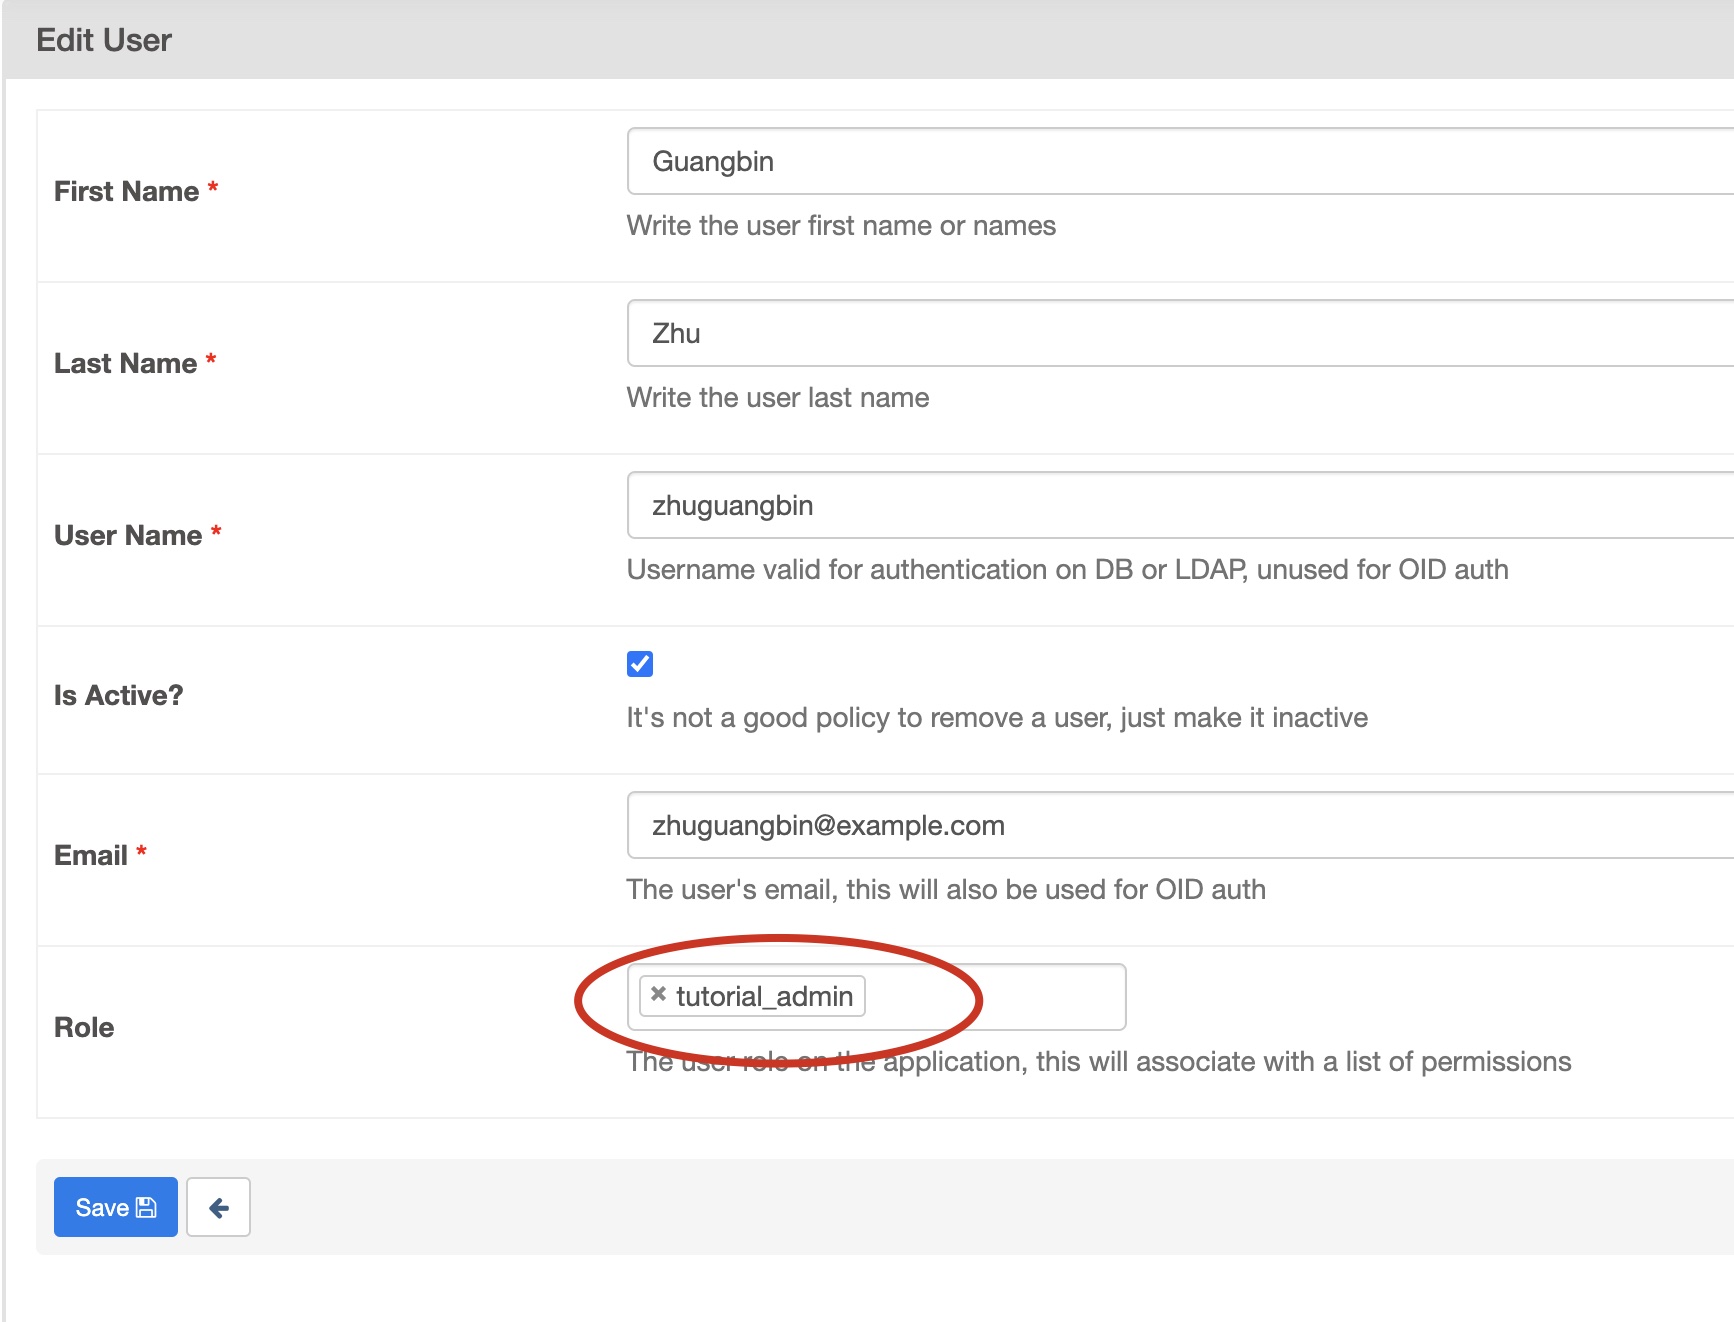 Edit User
First Name *
Guangbin
Write the user first name or names
Last Name *
Zhu
Write the user last name
User Name *
zhuguangbin
Username valid for authentication on DB or LDAP, unused for OID auth
Is Active?
It's not a good policy to remove a user, just make it inactive
Email *
zhuguangbin@example.com
The user's email, this will also be used for OID auth
Role
× tutorial_admin
The user role on the application, this will associate with a list of permissions
Save